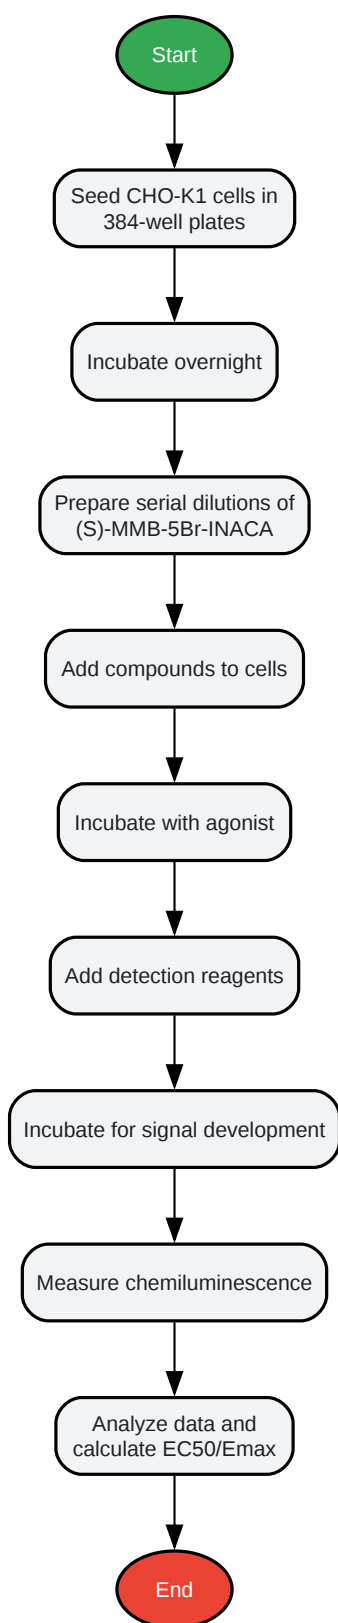 Start
Seed CHO-K1 cells in
384-well plates
Incubate overnight
Prepare serial dilutions of
(S)-MMB-5Br-INACA
Add compounds to cells
Incubate with agonist
Add detection reagents
Incubate for signal development
Measure chemiluminescence
Analyze data and
calculate EC50/Emax
End